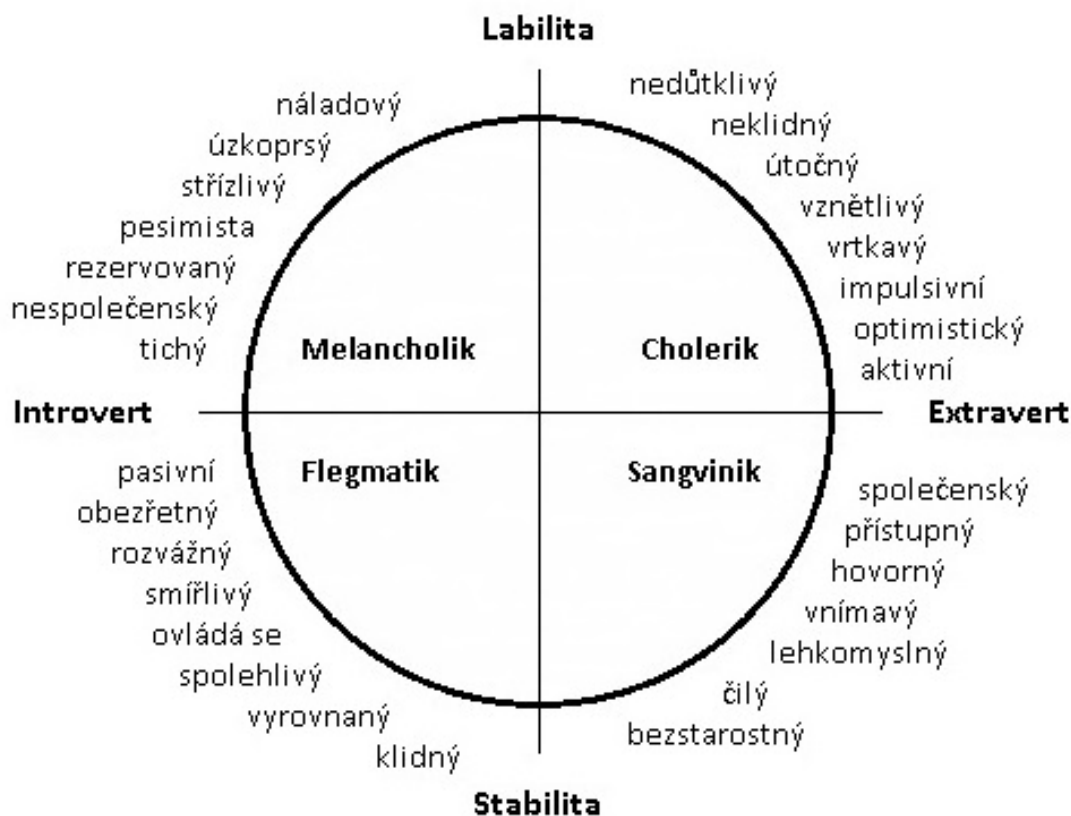 Labilita
náladový
úzkoprsý
střízlivý
pesimista
rezervovaný
nespolečenský
tichý
nedůtklivý
neklidný
útočný
vznětlivý
vrtkavý
impulsivní
optimistický
aktivní
Melancholik
Cholerik
Introvert
Extravert
Flegmatik
Sangvinik
pasivní
obezřetný
rozvážný
smířlivý
ovládá se
spolehlivý
vyrovnaný
klidný
společenský
přístupný
hovorný
vnímavý
lehkomyslný
čilý
bezstarostný
Stabilita